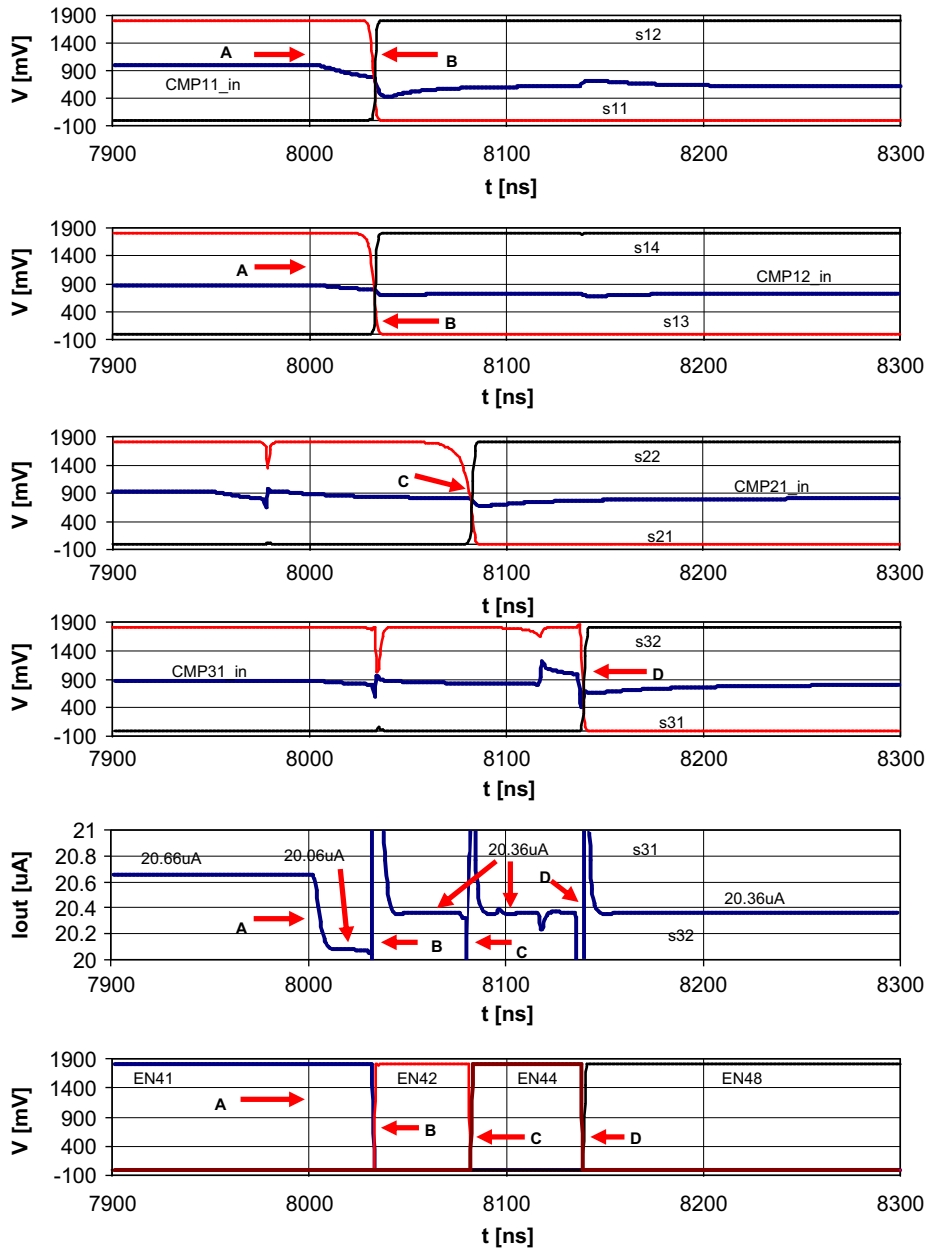 V [mV]
1900
1400
900
400
-100
A
B
s12
CMP11_in
s11
7900 8000 8100 8200 8300
t [ns]
V [mV]
1900
1400
900
400
-100
A
s14
CMP12_in
B
s13
7900 8000 8100 8200 8300
t [ns]
V [mV]
1900
1400
900
400
-100
C
s22
CMP21_in
s21
7900 8000 8100 8200 8300
t [ns]
V [mV]
1900
1400
900
400
-100
s32
CMP31_in
D
s31
7900 8000 8100 8200 8300
t [ns]
Iout [uA]
21
20.8
20.6
20.4
20.2
20
20.66uA
20.06uA
20.36uA
s31
D
20.36uA
A
B
C
s32
7900 8000 8100 8200 8300
t [ns]
V [mV]
1900
1400
900
400
-100
EN41 EN42 EN44 EN48
A
B
C
D
7900 8000 8100 8200 8300
t [ns]